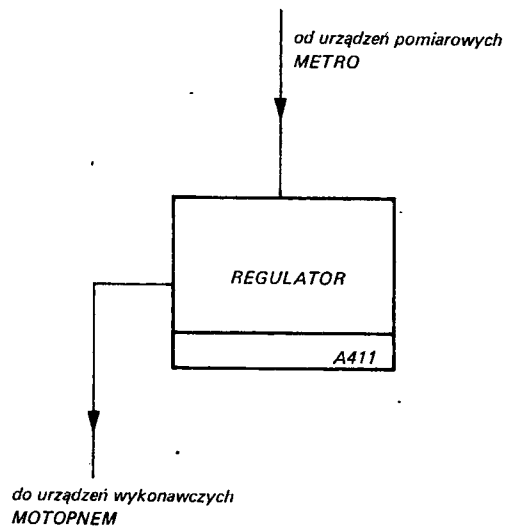 od urządzeń pomiarowych
METRO
REGULATOR
A411
do urządzeń wykonawczych
MOTOPNEM